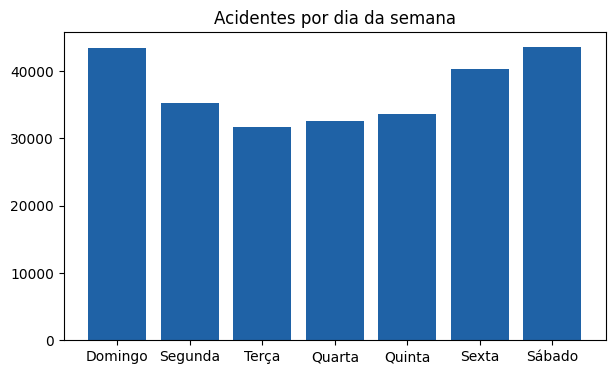 Acidentes por dia da semana
40000
30000
20000
10000
0
Domingo Segunda Terça Quarta Quinta Sexta Sábado